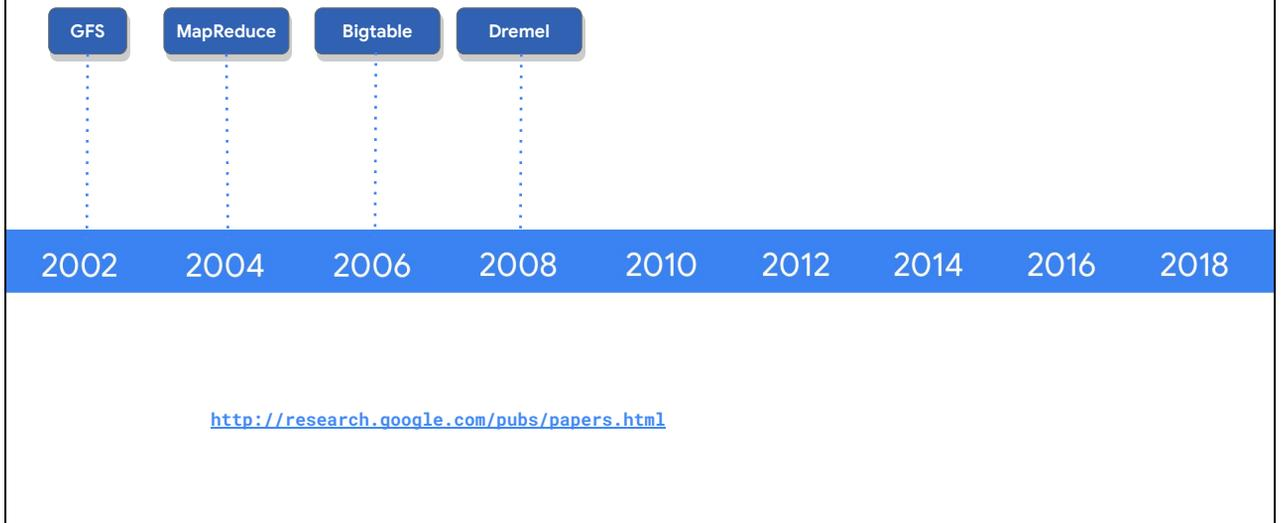 GFS MapReduce Bigtable Dremel
2002 2004 2006 2008 2010 2012 2014 2016 2018
http://research.google.com/pubs/papers.html